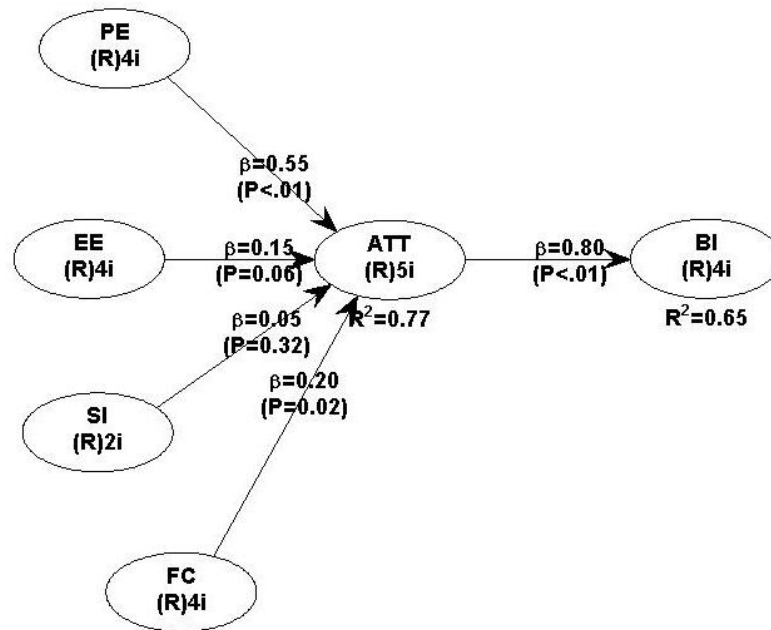 PE
(R)4i
β=0.55
(P<.01)
EE
(R)4i
β=0.15
(P=0.06)
ATT
(R)5i
R²=0.77
β=0.80
(P<.01)
BI
(R)4i
R²=0.65
β=0.05
(P=0.32)
SI
(R)2i
β=0.20
(P=0.02)
FC
(R)4i